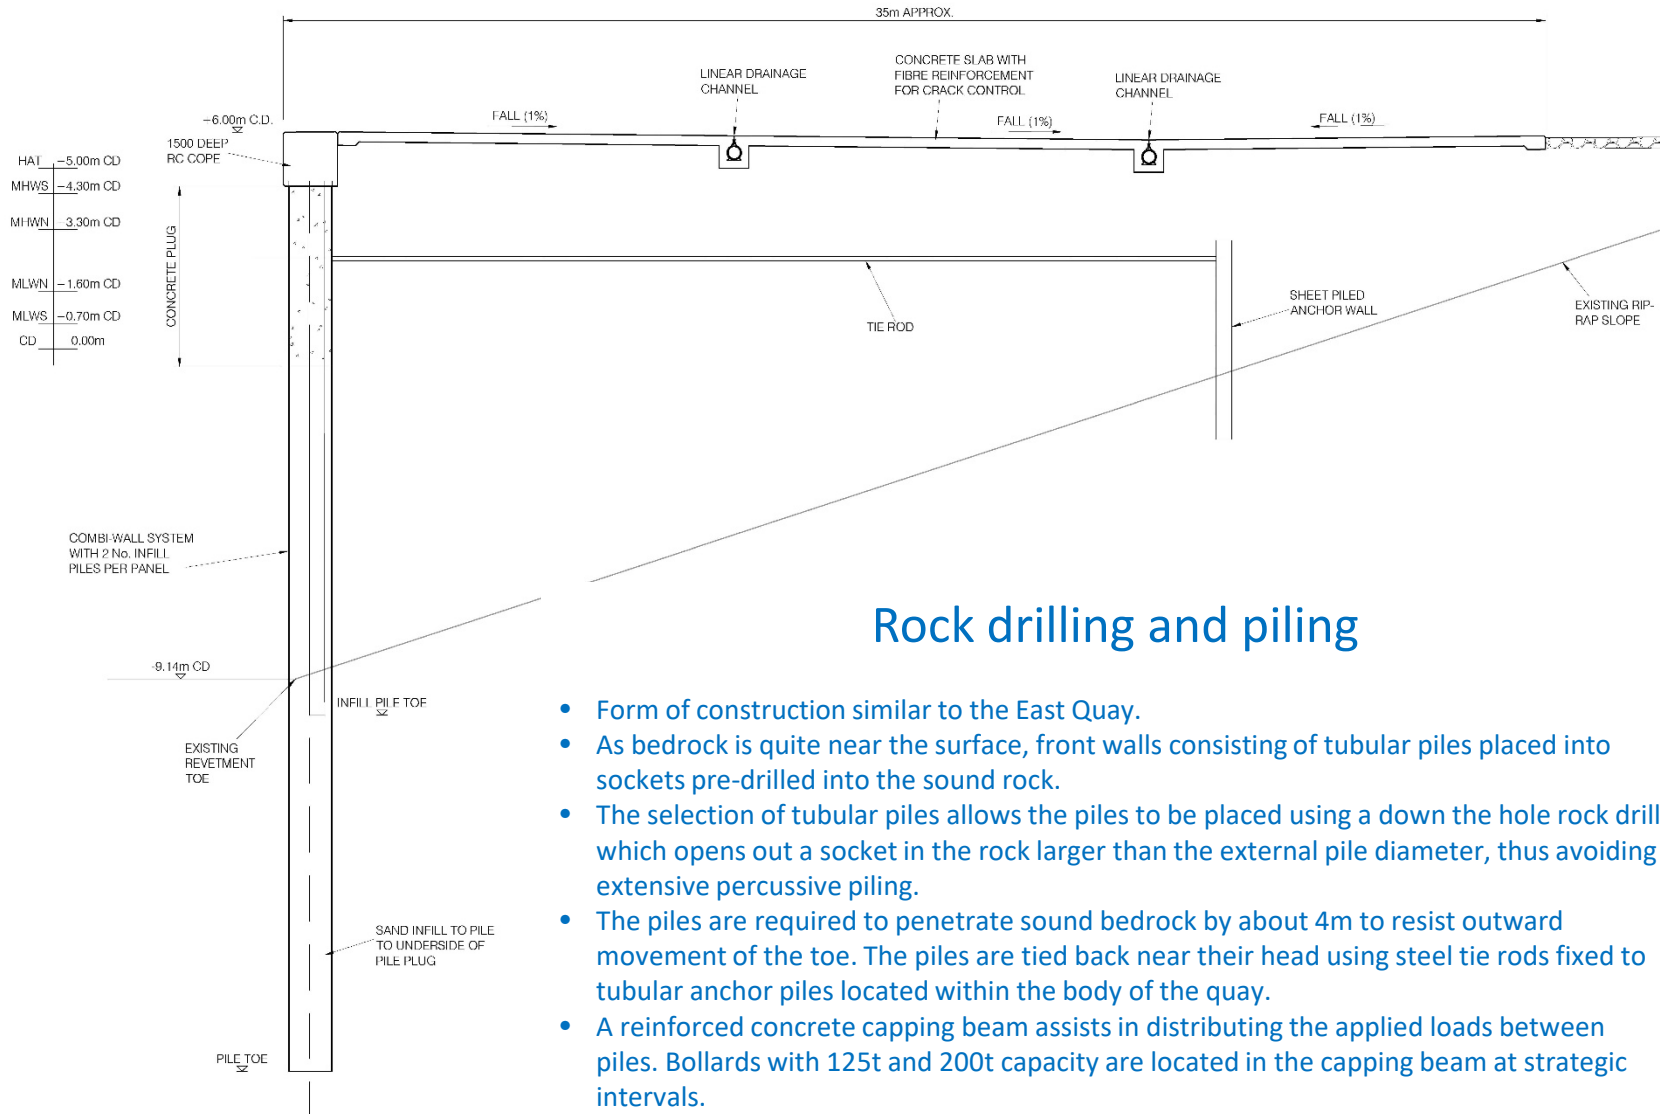 35m APPROX.
CONCRETE SLAB WITH
FIBRE REINFORCEMENT
FOR CRACK CONTROL
LINEAR DRAINAGE
CHANNEL
LINEAR DRAINAGE
CHANNEL
FALL (1%)
FALL (1%)
FALL (1%)
−6.00m C.D.
1500 DEEP
RC COPE
HAT −5.00m CD
MHWS −4.30m CD
MHWN −3.30m CD
MLWN −1.60m CD
MLWS −0.70m CD
CD 0.00m
CONCRETE PLUG
TIE ROD
SHEET PILED
ANCHOR WALL
EXISTING RIP-
RAP SLOPE
COMBI-WALL SYSTEM
WITH 2 No. INFILL
PILES PER PANEL
-9.14m CD
INFILL PILE TOE
EXISTING
REVETMENT
TOE
SAND INFILL TO PILE
TO UNDERSIDE OF
PILE PLUG
PILE TOE
Rock drilling and piling
• Form of construction similar to the East Quay.
• As bedrock is quite near the surface, front walls consisting of tubular piles placed into
sockets pre-drilled into the sound rock.
• The selection of tubular piles allows the piles to be placed using a down the hole rock drill
which opens out a socket in the rock larger than the external pile diameter, thus avoiding
extensive percussive piling.
• The piles are required to penetrate sound bedrock by about 4m to resist outward
movement of the toe. The piles are tied back near their head using steel tie rods fixed to
tubular anchor piles located within the body of the quay.
• A reinforced concrete capping beam assists in distributing the applied loads between
piles. Bollards with 125t and 200t capacity are located in the capping beam at strategic
intervals.